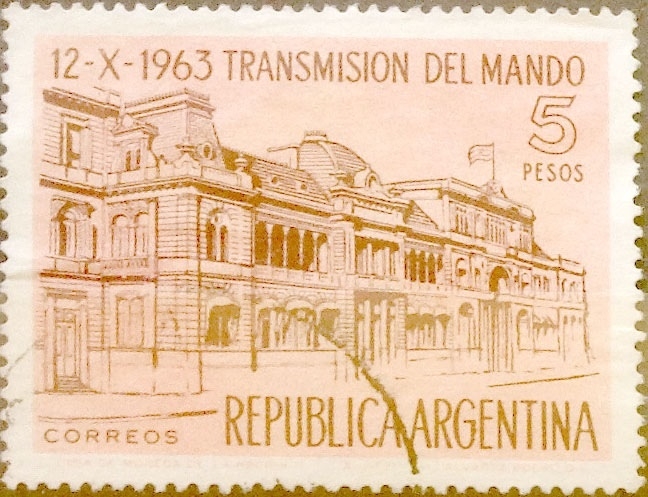 12-X-1963 TRANSMISION DEL MANDO
5
PESOS
REPUBLICA ARGENTINA
CORREOS